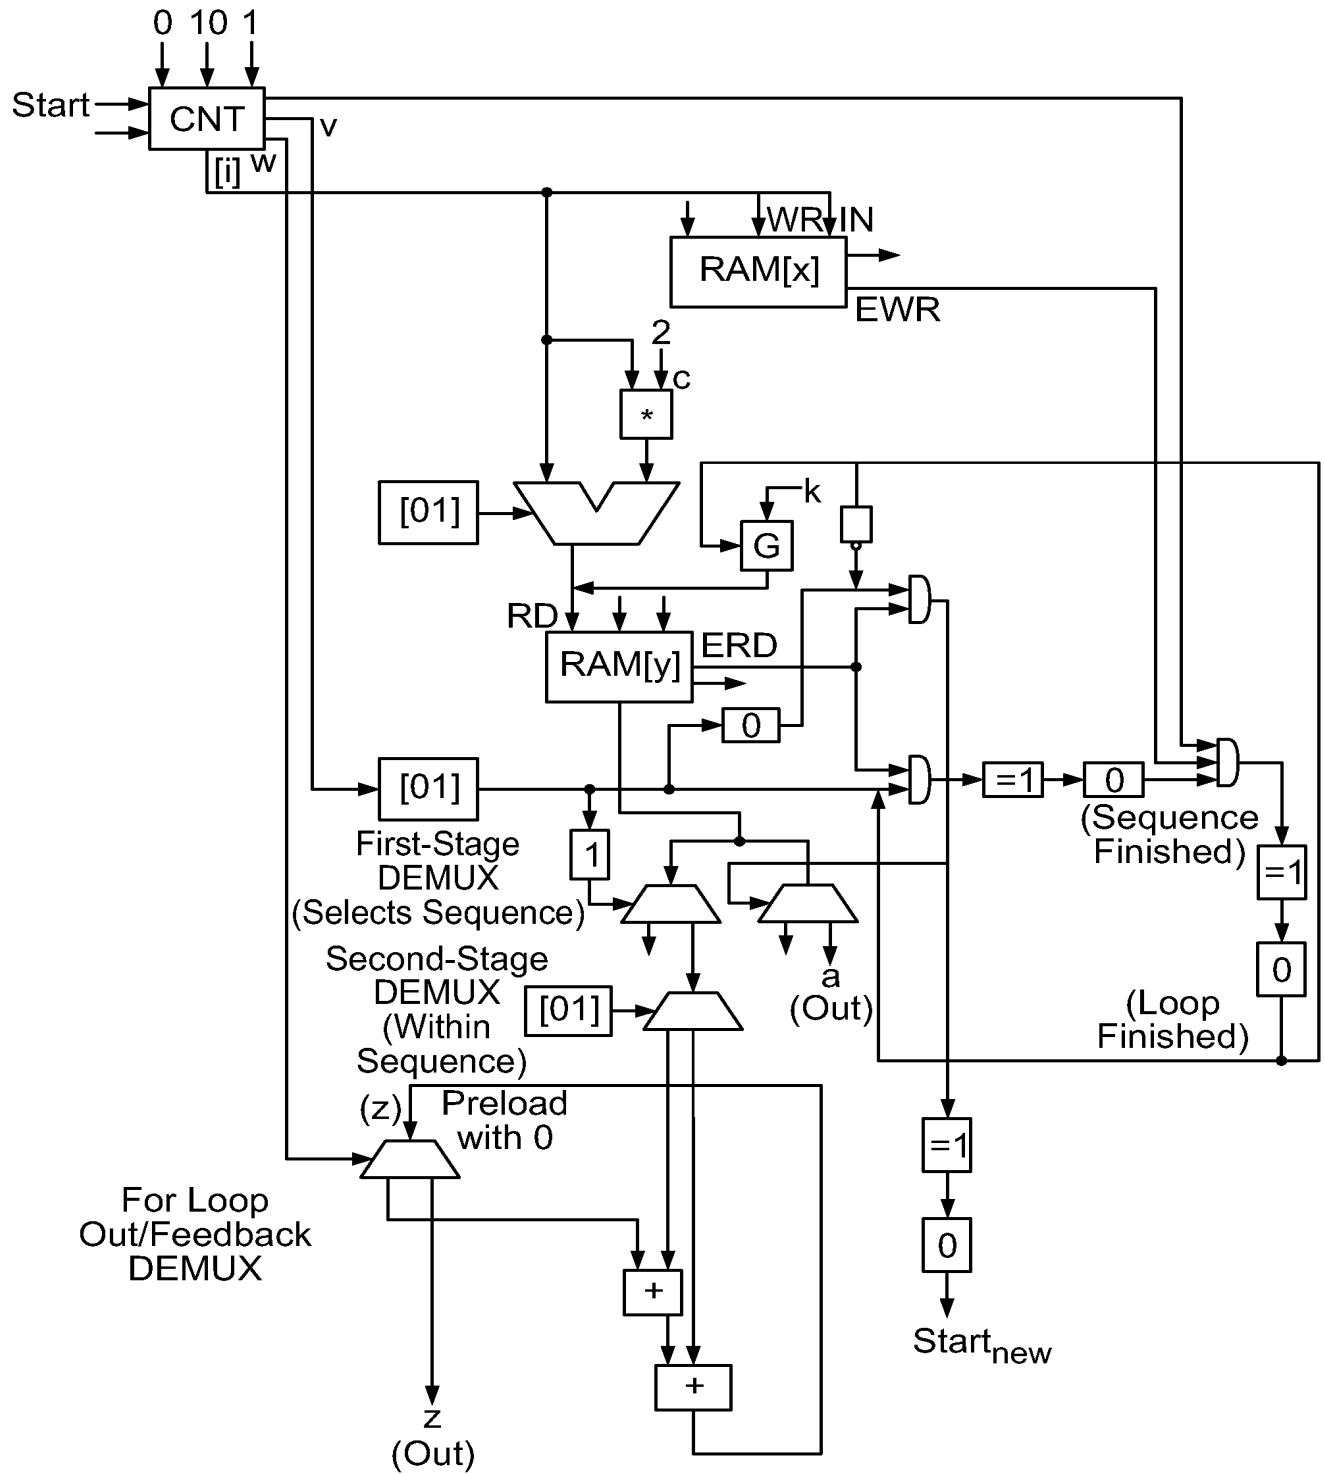 0 10 1
Start
CNT
v
[i] w
WR IN
RAM[x]
EWR
2
c
*
[01]
k
G
RD
ERD
RAM[y]
0
[01]
=1 0
(Sequence
Finished)
First-Stage
DEMUX
(Selects Sequence)
1
=1
0
Second-Stage
DEMUX
(Within
Sequence)
[01]
a
(Out)
(Loop
Finished)
(z)
Preload
with 0
=1
For Loop
Out/Feedback
DEMUX
0
+
Startnew
+
z
(Out)